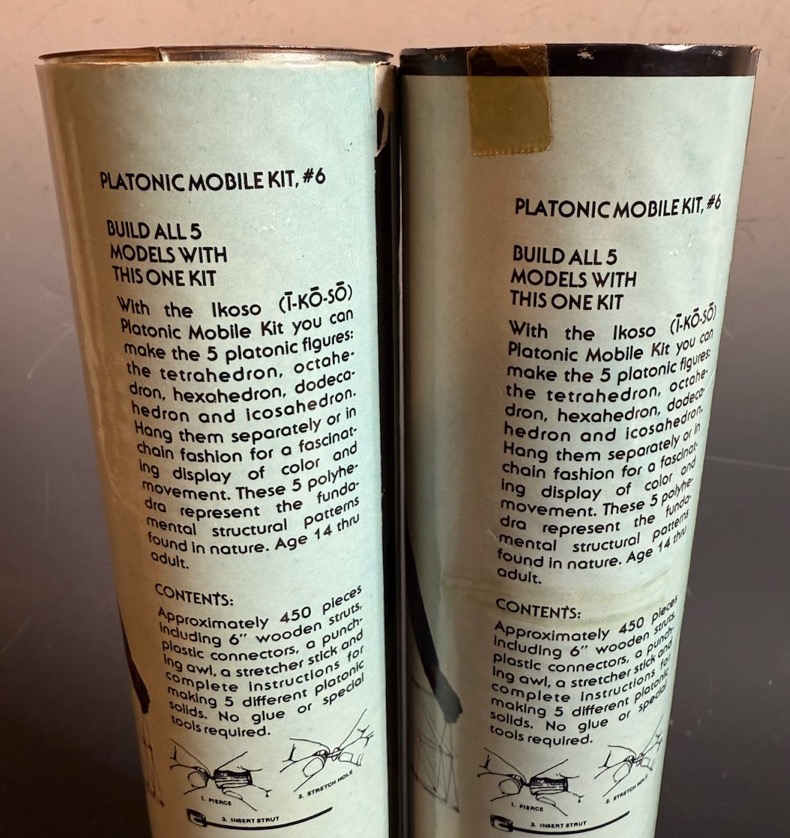 PLATONIC MOBILE KIT, #6
BUILD ALL 5
MODELS WITH
THIS ONE KIT
With the Ikoso (Ī-KŌ-SŌ)
Platonic Mobile Kit you can
make the 5 platonic figures:
the tetrahedron, octahe-
dron, hexahedron, dodeca-
hedron and icosahedron.
Hang them separately or in
chain fashion for a fascinat-
ing display of color and
movement. These 5 polyhe-
dra represent the funda-
mental structural patterns
found in nature. Age 14 thru
adult.
CONTENTS:
Approximately 450 pieces
including 6" wooden struts,
plastic connectors, a punch-
ing awl, a stretcher stick and
complete instructions for
making 5 different platonic
solids. No glue or special
tools required.
1. PIERCE
2. STRETCH HOLE
3. INSERT STRUT
PLATONIC MOBILE KIT, #6
BUILD ALL 5
MODELS WITH
THIS ONE KIT
With the Ikoso (Ī-KŌ-SŌ)
Platonic Mobile Kit you can
make the 5 platonic figures:
the tetrahedron, octahe-
dron, hexahedron, dodeca-
hedron and icosahedron.
Hang them separately or in
chain fashion for a fascinat-
ing display of color and
movement. These 5 polyhe-
dra represent the funda-
mental structural patterns
found in nature. Age 14 thru
adult.
CONTENTS:
Approximately 450 pieces
including 6" wooden struts,
plastic connectors, a punch-
ing awl, a stretcher stick and
complete instructions for
making 5 different platonic
solids. No glue or special
tools required.
1. PIERCE
2. STRETCH HOLE
3. INSERT STRUT